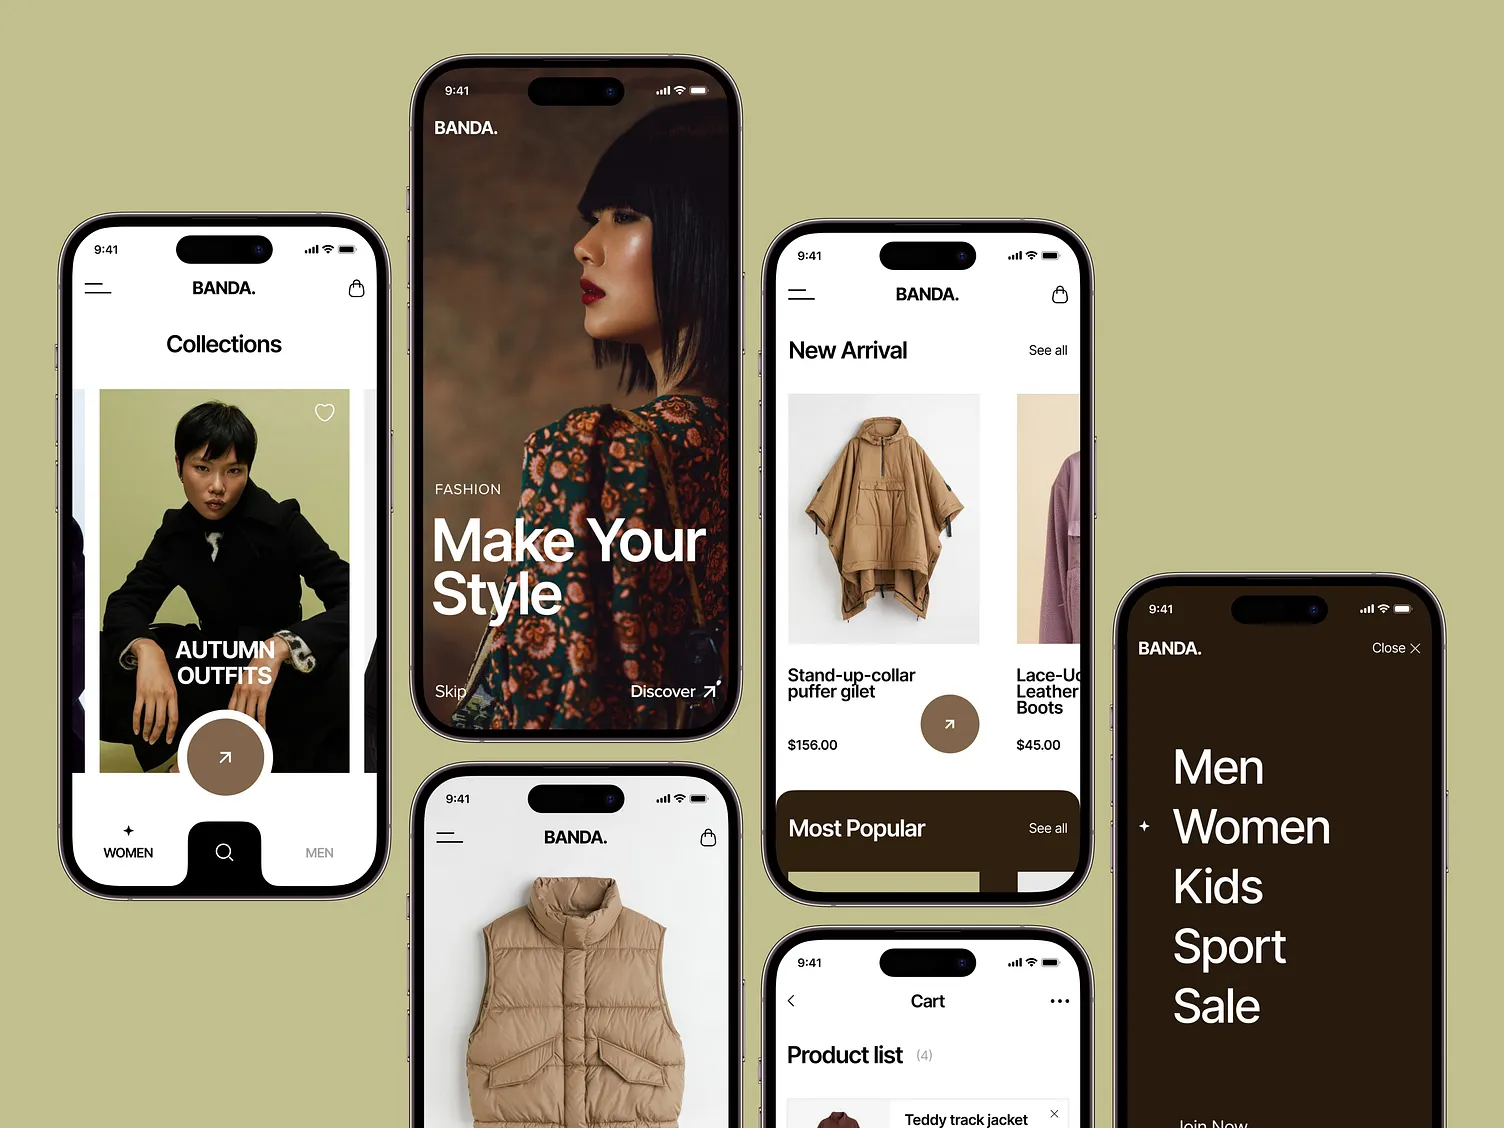 9:41
BANDA.
Collections
AUTUMN
OUTFITS
WOMEN
MEN
9:41
BANDA.
FASHION
Make Your
Style
Skip
Discover
9:41
BANDA.
9:41
BANDA.
New Arrival
See all
Stand-up-collar
puffer gilet
$156.00
Lace-Uc
Leather
Boots
$45.00
Most Popular
See all
9:41
Cart
Product list (4)
Teddy track jacket
9:41
BANDA.
Close
Men
Women
Kids
Sport
Sale
Join Now